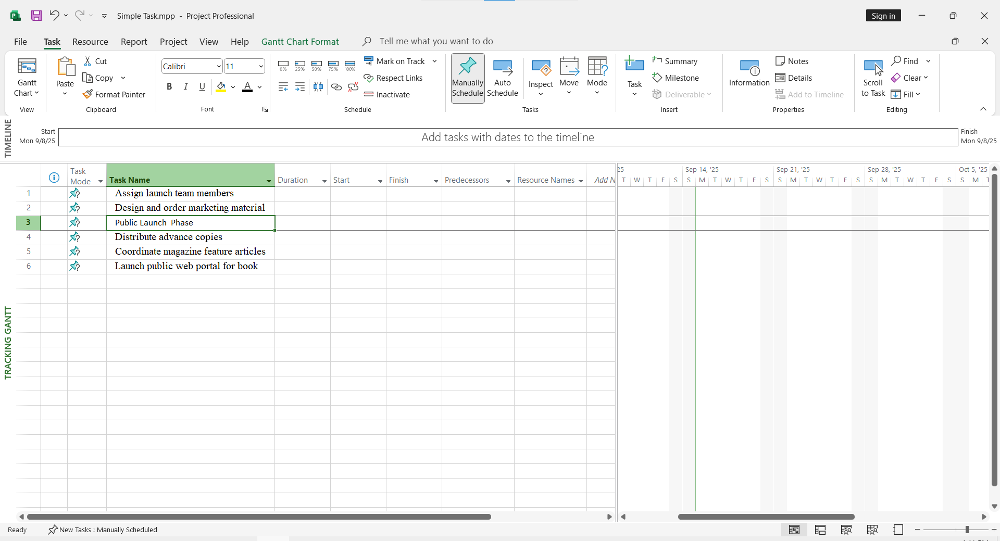 Simple Task.mpp - Project Professional
Sign in
File Task Resource Report Project View Help Gantt Chart Format Tell me what you want to do
Gantt Chart
View
Paste
Cut
Copy
Format Painter
Clipboard
Calibri 11
B I U A
Font
0% 25% 50% 75% 100%
Mark on Track
Respect Links
Inactivate
Schedule
Manually Schedule
Auto Schedule
Inspect
Move
Mode
Tasks
Task
Summary
Milestone
Deliverable
Insert
Information
Notes
Details
Add to Timeline
Properties
Scroll to Task
Find
Clear
Fill
Editing
TIMELINE
Start
Mon 9/8/25
Add tasks with dates to the timeline
Finish
Mon 9/8/25
Task Mode Task Name Duration Start Finish Predecessors Resource Names Add N
25 Sep 14, '25 Sep 21, '25 Sep 28, '25 Oct 5, '25
T W T F S S M T W T F S S M T W T F S S M T W T F S S M T
1 Assign launch team members
2 Design and order marketing material
3 Public Launch Phase
4 Distribute advance copies
5 Coordinate magazine feature articles
6 Launch public web portal for book
TRACKING GANTT
Ready New Tasks : Manually Scheduled